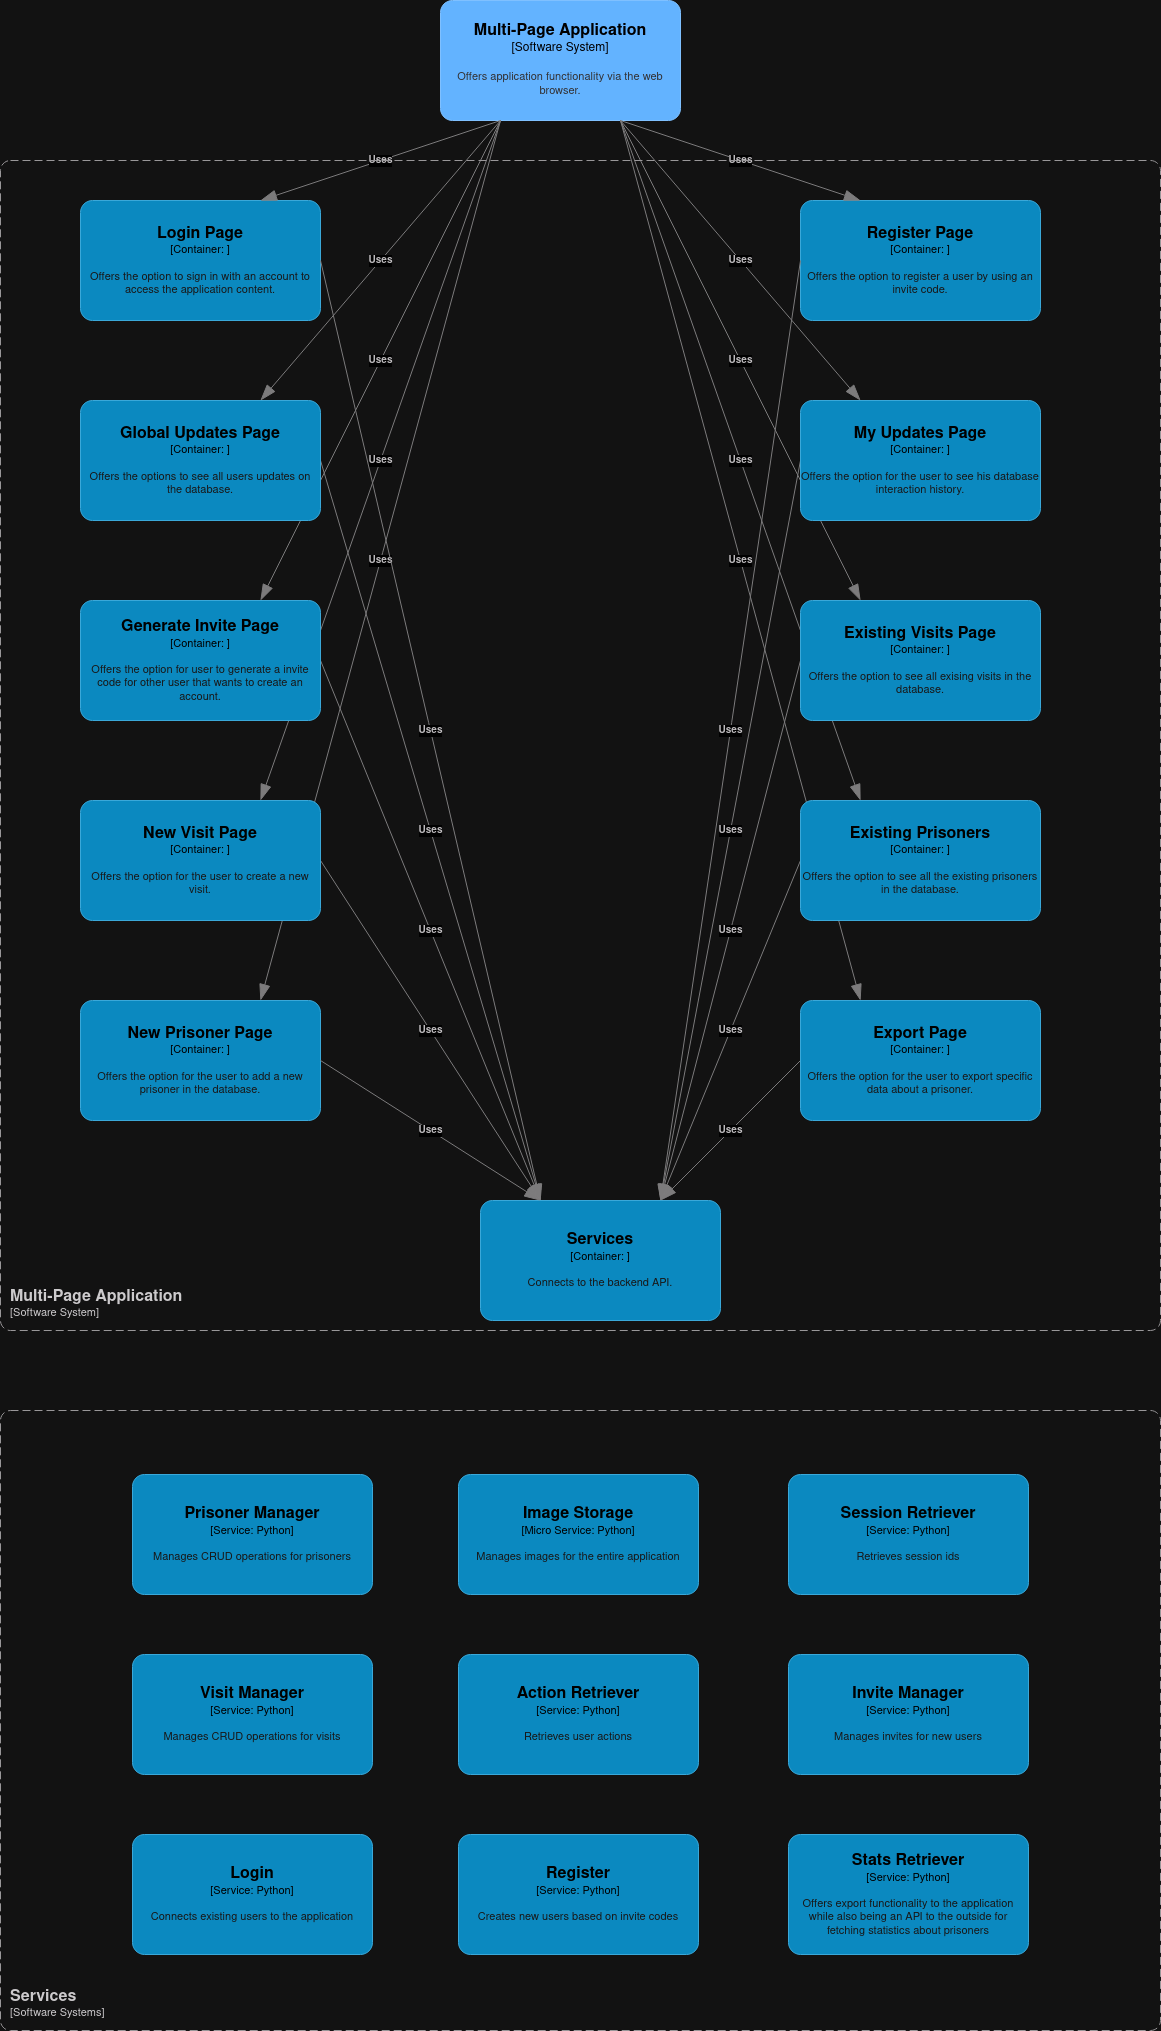 Multi-Page Application
[Software System]
Offers application functionality via the web
browser.
Uses
Uses
Login Page
[Container: ]
Offers the option to sign in with an account to
access the application content.
Register Page
[Container: ]
Offers the option to register a user by using an
invite code.
Uses
Uses
Uses
Uses
Global Updates Page
[Container: ]
Offers the options to see all users updates on
the database.
My Updates Page
[Container: ]
Offers the option for the user to see his database
interaction history.
Uses
Uses
Uses
Uses
Generate Invite Page
[Container: ]
Offers the option for user to generate a invite
code for other user that wants to create an
account.
Existing Visits Page
[Container: ]
Offers the option to see all exising visits in the
database.
Uses
Uses
New Visit Page
[Container: ]
Offers the option for the user to create a new
visit.
Uses
Uses
Existing Prisoners
[Container: ]
Offers the option to see all the existing prisoners
in the database.
Uses
Uses
New Prisoner Page
[Container: ]
Offers the option for the user to add a new
prisoner in the database.
Uses
Uses
Export Page
[Container: ]
Offers the option for the user to export specific
data about a prisoner.
Uses
Uses
Services
[Container: ]
Connects to the backend API.
Multi-Page Application
[Software System]
Prisoner Manager
[Service: Python]
Manages CRUD operations for prisoners
Image Storage
[Micro Service: Python]
Manages images for the entire application
Session Retriever
[Service: Python]
Retrieves session ids
Visit Manager
[Service: Python]
Manages CRUD operations for visits
Action Retriever
[Service: Python]
Retrieves user actions
Invite Manager
[Service: Python]
Manages invites for new users
Login
[Service: Python]
Connects existing users to the application
Register
[Service: Python]
Creates new users based on invite codes
Stats Retriever
[Service: Python]
Offers export functionality to the application
while also being an API to the outside for
fetching statistics about prisoners
Services
[Software Systems]